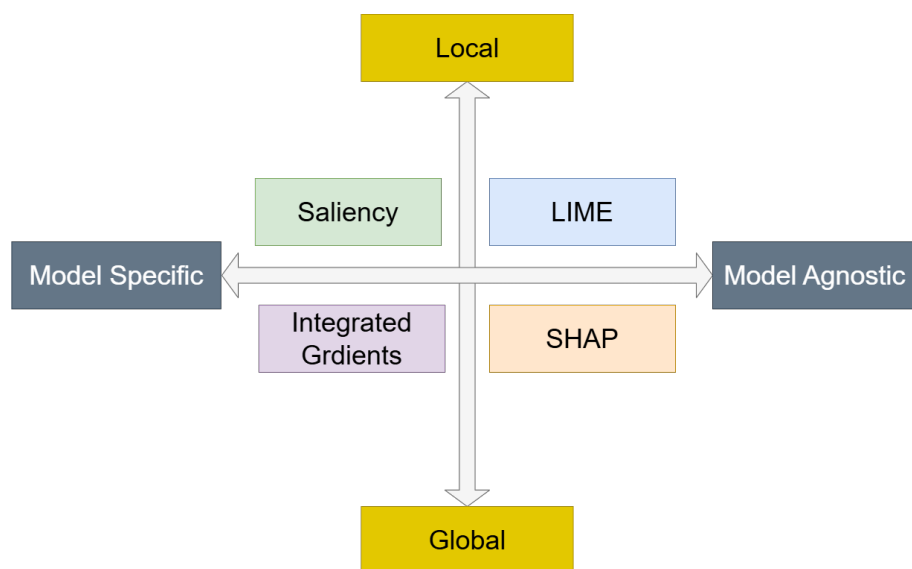 Local
Saliency
LIME
Model Specific
Model Agnostic
Integrated
Grdients
SHAP
Global